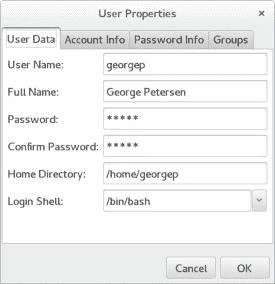 User Properties ×
User Data Account Info Password Info Groups
User Name: georgep
Full Name: George Petersen
Password: *****
Confirm Password: *****
Home Directory: /home/georgep
Login Shell: /bin/bash
Cancel OK